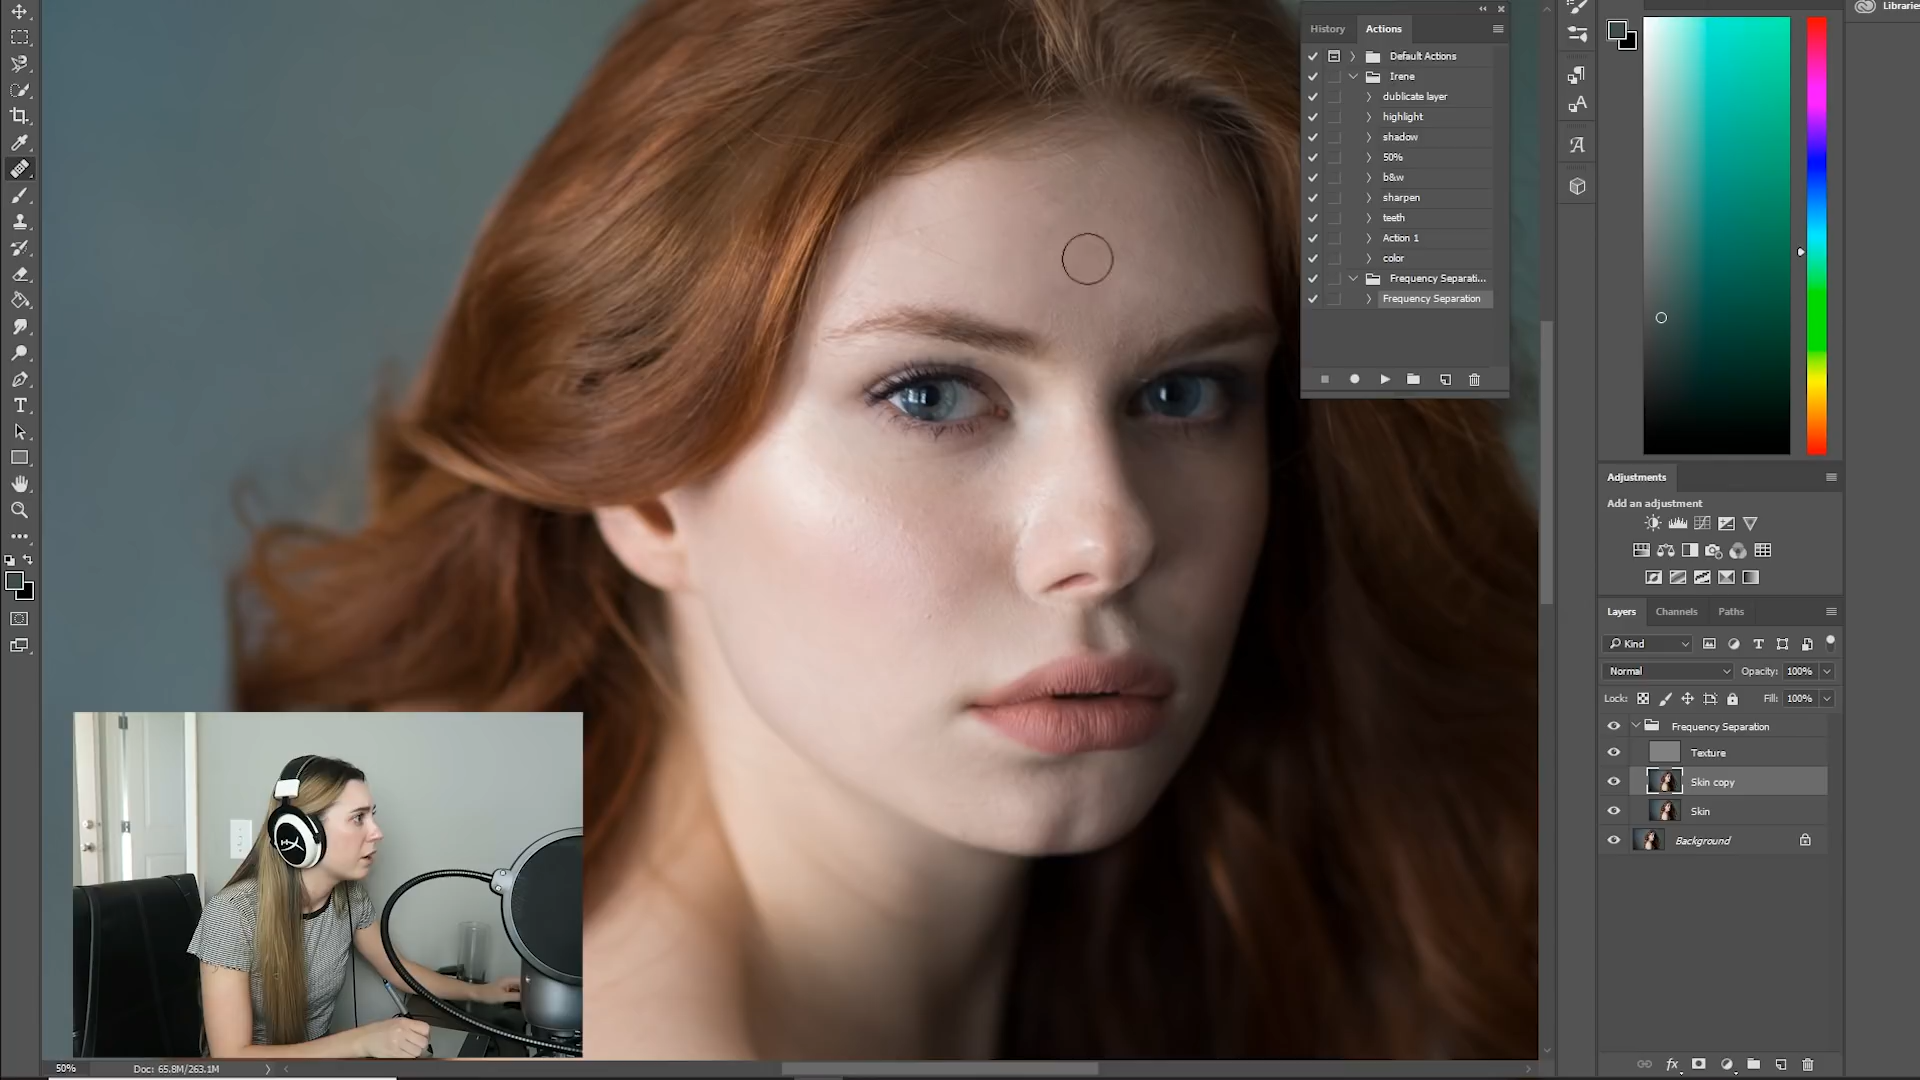 Libraries
History
Actions
Default Actions
Irene
dublicate layer
highlight
shadow
50%
b&w
sharpen
teeth
Action 1
color
Frequency Separati...
Frequency Separation
Adjustments
Add an adjustment
Layers
Channels
Paths
Kind
Normal
Opacity: 100%
Lock:
Fill: 100%
Frequency Separation
Texture
Skin copy
Skin
Background
fx
50%
Doc: 65.8M/263.1M